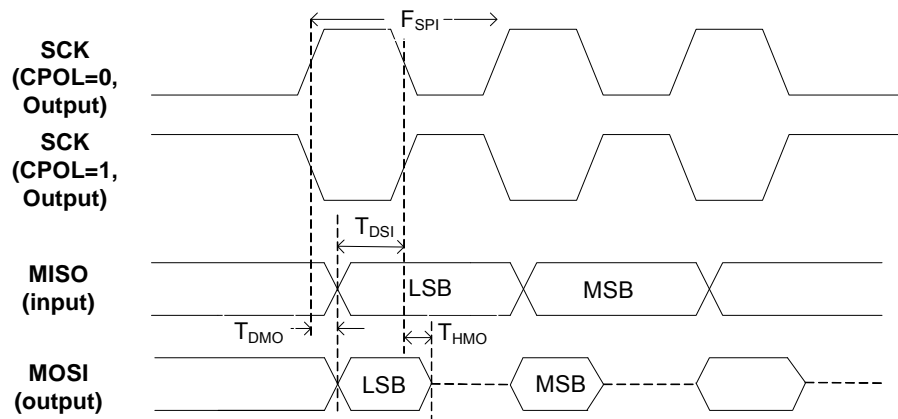 F_SPI
SCK
(CPOL=0,
Output)
SCK
(CPOL=1,
Output)
T_DSI
MISO
(input)
LSB
MSB
T_DMO
T_HMO
MOSI
(output)
LSB
MSB